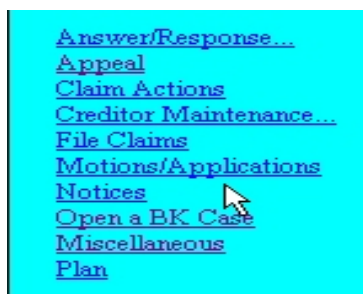 Answer/Response...
Appeal
Claim Actions
Creditor Maintenance...
File Claims
Motions/Applications
Notices
Open a BK Case
Miscellaneous
Plan